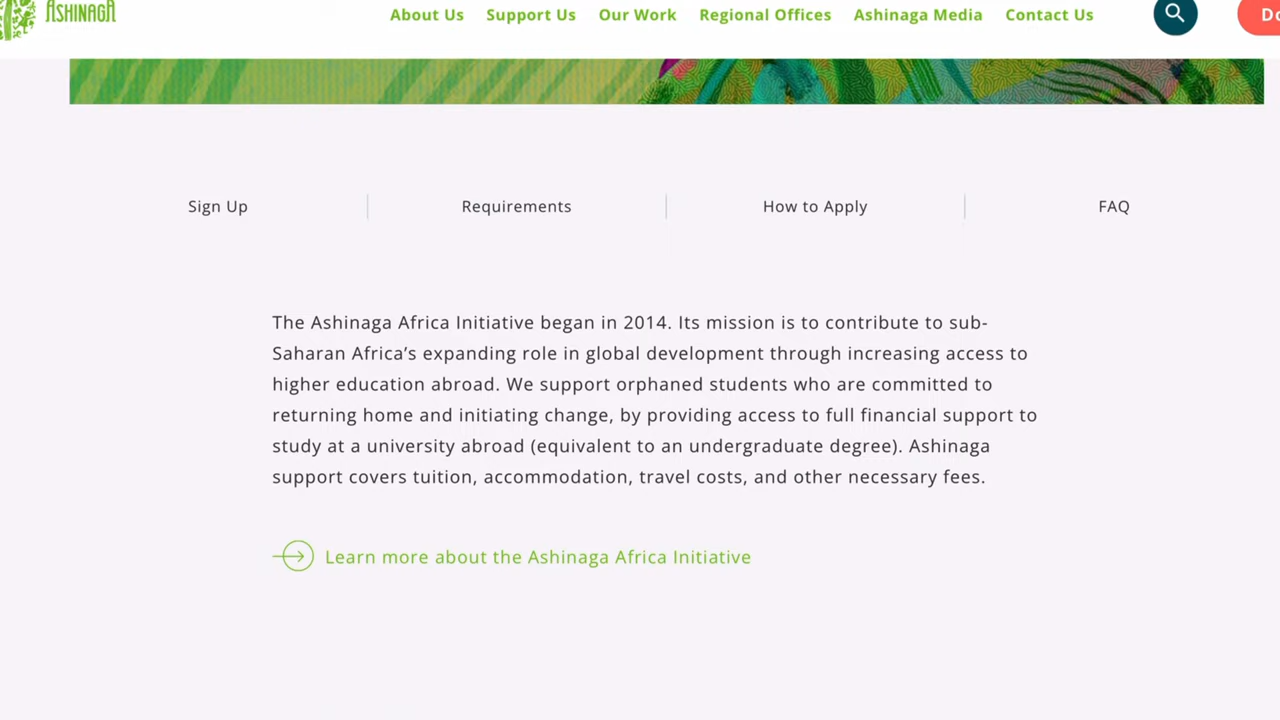 ASHINAGA
About Us Support Us Our Work Regional Offices Ashinaga Media Contact Us Do
Sign Up Requirements How to Apply FAQ
The Ashinaga Africa Initiative began in 2014. Its mission is to contribute to sub-
Saharan Africa’s expanding role in global development through increasing access to
higher education abroad. We support orphaned students who are committed to
returning home and initiating change, by providing access to full financial support to
study at a university abroad (equivalent to an undergraduate degree). Ashinaga
support covers tuition, accommodation, travel costs, and other necessary fees.
Learn more about the Ashinaga Africa Initiative